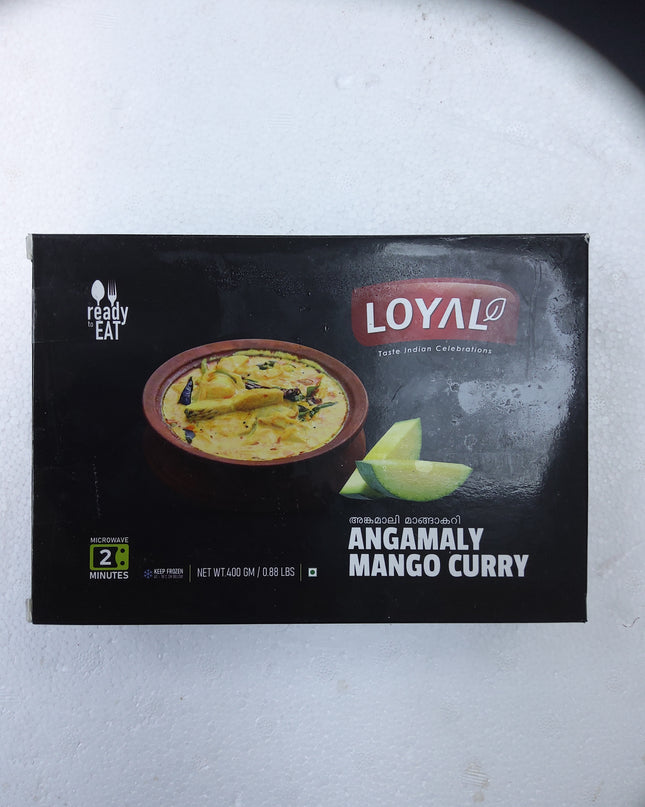 ready
to EAT
LOYAL
Taste Indian Celebrations
അങ്കമാലി മാങ്ങാകറി
ANGAMALY
MANGO CURRY
MICROWAVE
2
MINUTES
KEEP FROZEN
NET WT.400 GM / 0.88 LBS